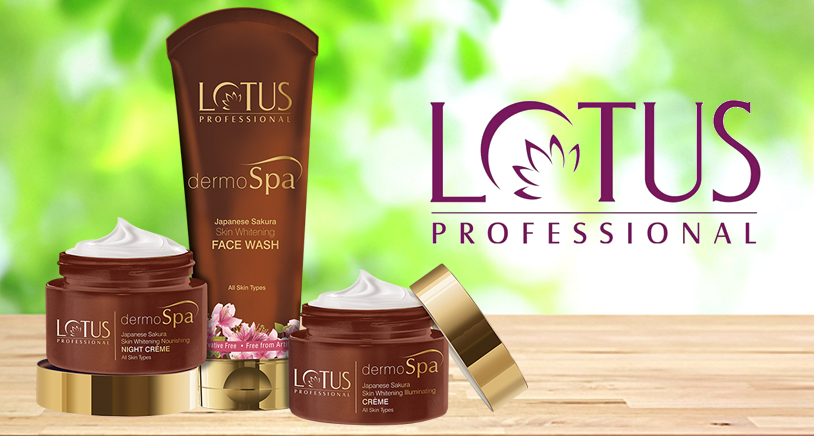 LOTUS
PROFESSIONAL
dermoSpa
Japanese Sakura
Skin Whitening
FACE WASH
All Skin Types
Free • Free from
LOTUS
PROFESSIONAL
LOTUS
PROFESSIONAL
dermoSpa
Japanese Sakura
Skin Whitening Nourishing
NIGHT CRÈME
All Skin Types
LOTUS
PROFESSIONAL
dermoSpa
Japanese Sakura
Skin Whitening Illuminating
CRÈME
All Skin Types